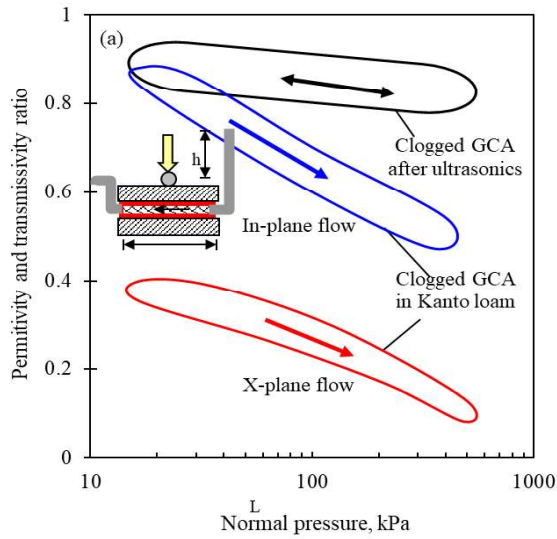 (a)
Permitivity and transmissivity ratio
1
0.8
0.6
0.4
0.2
0
h
Clogged GCA
after ultrasonics
In-plane flow
Clogged GCA
in Kanto loam
X-plane flow
10
100
1000
L
Normal pressure, kPa